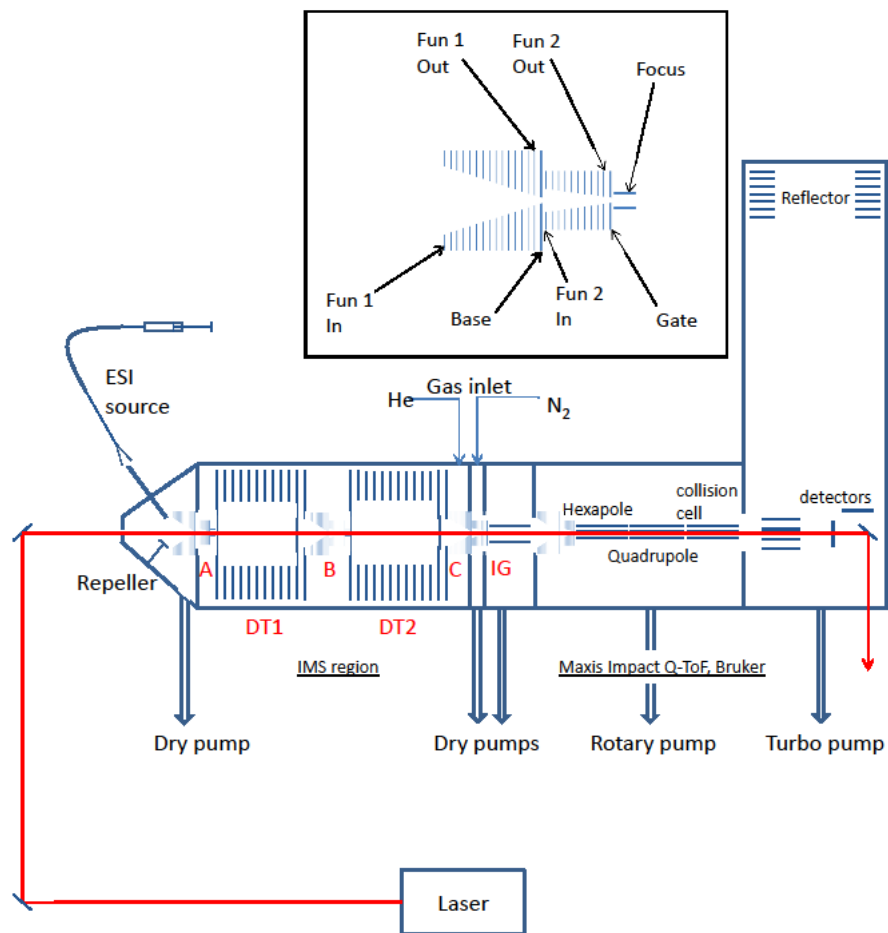 Fun 1
Out
Fun 2
Out
Focus
Fun 1
In
Base
Fun 2
In
Gate
Reflector
ESI
source
Gas inlet
He
N2
Hexapole
collision
cell
detectors
Quadrupole
Repeller
A
B
C
IG
DT1
DT2
IMS region
Maxis Impact Q-ToF, Bruker
Dry pump
Dry pumps
Rotary pump
Turbo pump
Laser